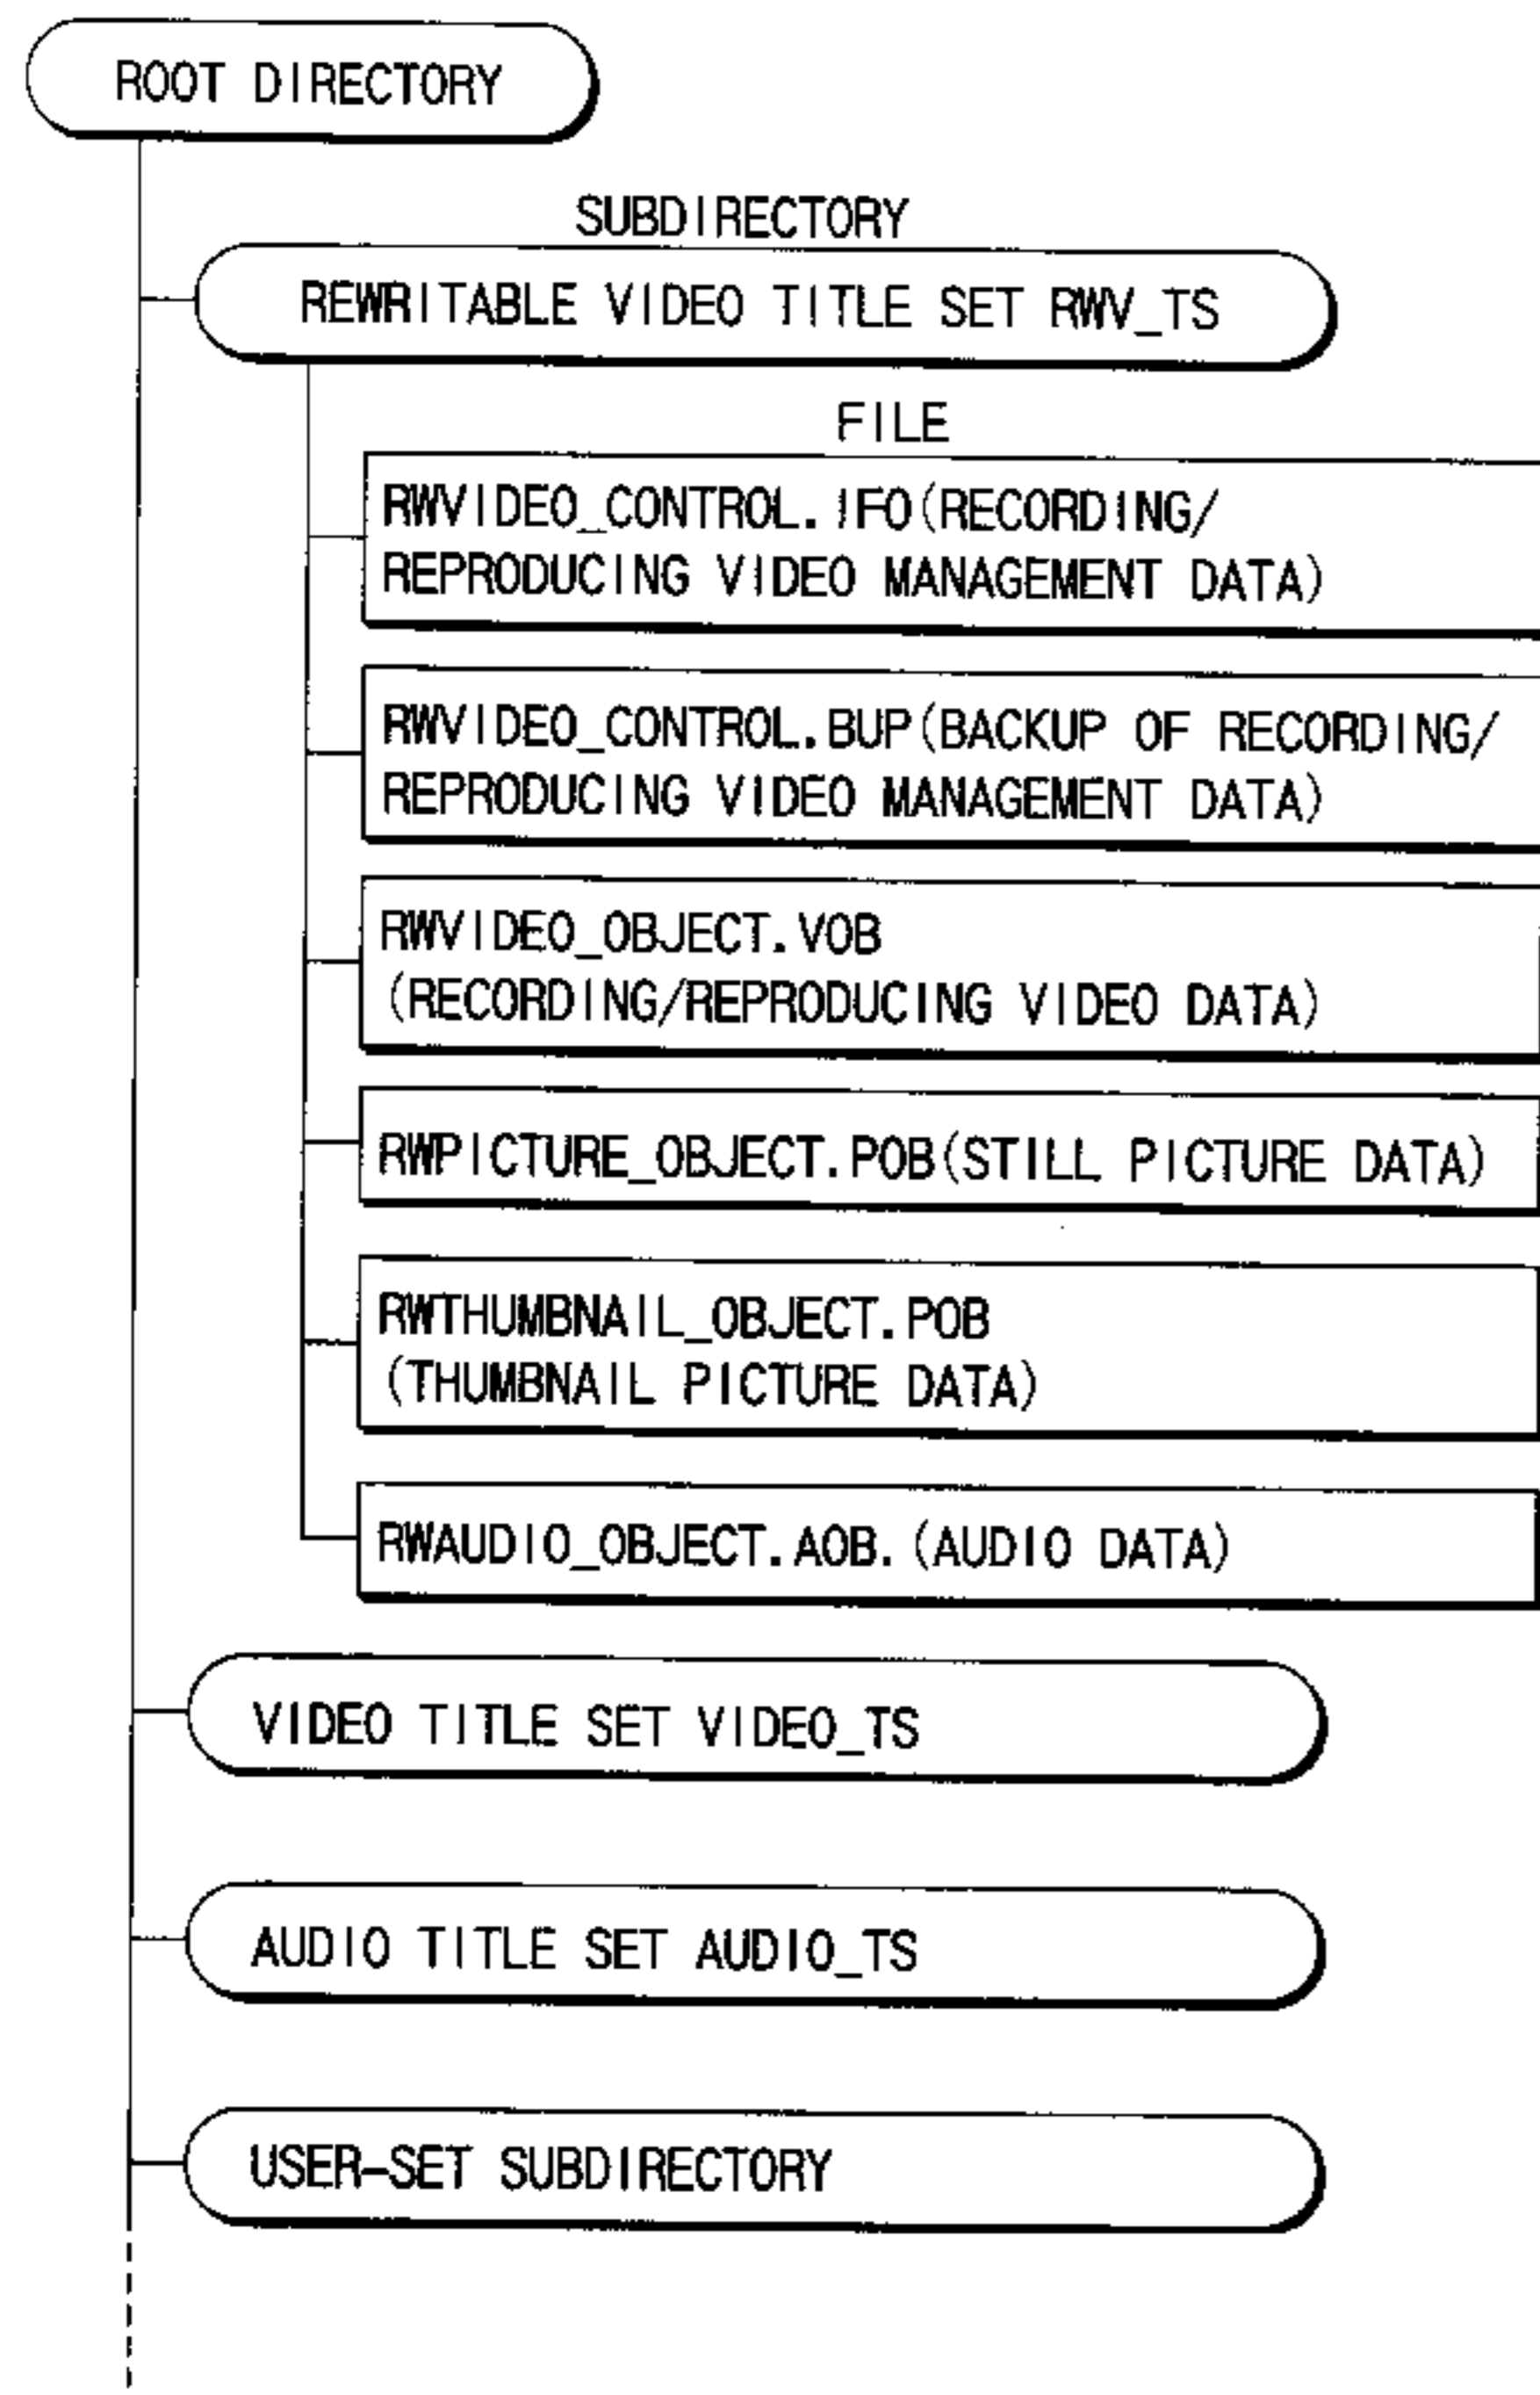 ROOT DIRECTORY
SUBDIRECTORY
REWRITABLE VIDEO TITLE SET RWV_TS
FILE
RWVIDEO_CONTROL.IFO(RECORDING/
REPRODUCING VIDEO MANAGEMENT DATA)
RWVIDEO_CONTROL.BUP(BACKUP OF RECORDING/
REPRODUCING VIDEO MANAGEMENT DATA)
RWVIDEO_OBJECT.VOB
(RECORDING/REPRODUCING VIDEO DATA)
RWPICTURE_OBJECT.POB(STILL PICTURE DATA)
RWTHUMBNAIL_OBJECT.POB
(THUMBNAIL PICTURE DATA)
RWAUDIO_OBJECT.AOB.(AUDIO DATA)
VIDEO TITLE SET VIDEO_TS
AUDIO TITLE SET AUDIO_TS
USER-SET SUBDIRECTORY